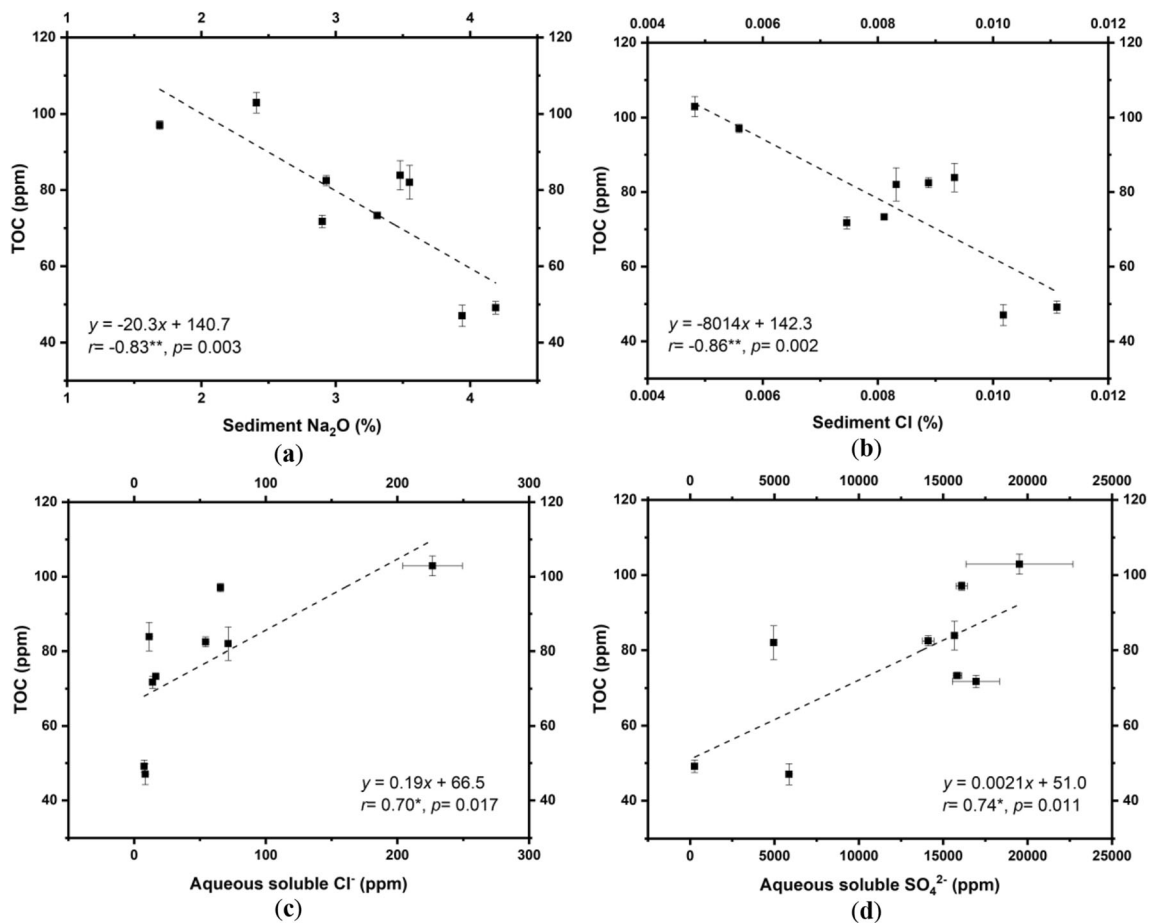 1 2 3 4
120 120
100 100
80 80
60 60
40 40
TOC (ppm)
y = -20.3x + 140.7
r= -0.83**, p= 0.003
1 2 3 4
Sediment Na₂O (%)
(a)
0.004 0.006 0.008 0.010 0.012
120 120
100 100
80 80
60 60
40 40
TOC (ppm)
y = -8014x + 142.3
r= -0.86**, p= 0.002
0.004 0.006 0.008 0.010 0.012
Sediment Cl (%)
(b)
0 100 200 300
120 120
100 100
80 80
60 60
40 40
TOC (ppm)
y = 0.19x + 66.5
r= 0.70*, p= 0.017
0 100 200 300
Aqueous soluble Cl⁻ (ppm)
(c)
0 5000 10000 15000 20000 25000
120 120
100 100
80 80
60 60
40 40
TOC (ppm)
y = 0.0021x + 51.0
r= 0.74*, p= 0.011
0 5000 10000 15000 20000 25000
Aqueous soluble SO₄²⁻ (ppm)
(d)